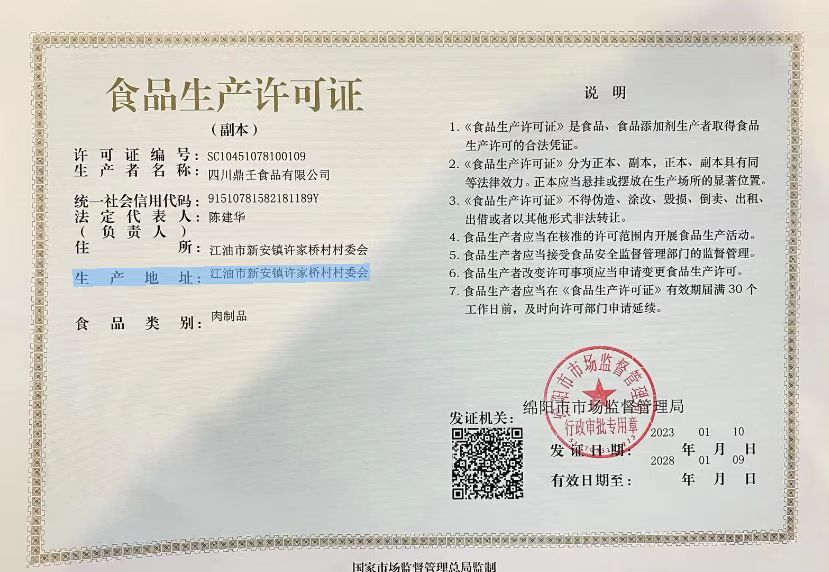 食品生产许可证
（副本）
许可证编号：SC10451078100109
生产者名称：四川鼎壬食品有限公司
统一社会信用代码：91510781582181189Y
法定代表人：陈建华
（负责人）
住所：江油市新安镇许家桥村村委会
生产地址：江油市新安镇许家桥村村委会
食品类别：肉制品
说 明
1.《食品生产许可证》是食品、食品添加剂生产者取得食品
生产许可的合法凭证。
2.《食品生产许可证》分为正本、副本，正本、副本具有同
等法律效力。正本应当悬挂或摆放在生产场所的显著位置。
3.《食品生产许可证》不得伪造、涂改、毁损、倒卖、出租、
出借或者以其他形式非法转让。
4. 食品生产者应当在核准的许可范围内开展食品生产活动。
5. 食品生产者应当接受食品安全监督管理部门的监督管理。
6. 食品生产者改变许可事项应当申请变更食品生产许可。
7. 食品生产者应当在《食品生产许可证》有效期届满 30 个
工作日前，及时向许可部门申请延续。
绵阳市市场监督管理局
行政审批专用章
发证机关：绵阳市市场监督管理局
发证日期：2023 年 01 月 10 日
有效日期至：2028 年 01 月 09 日
国家市场监督管理总局监制